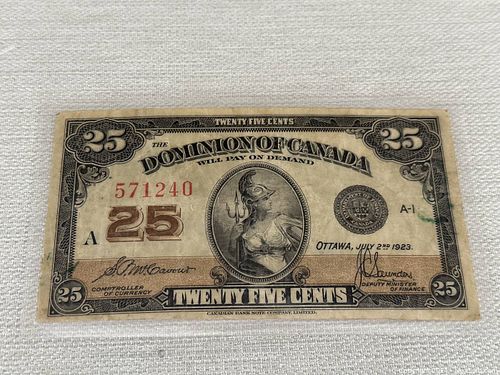 TWENTY FIVE CENTS
25 25
THE
DOMINION OF CANADA
WILL PAY ON DEMAND
571240
A-1
25
A
OTTAWA, JULY 2ND 1923.
J.C. Saunders
COMPTROLLER
OF CURRENCY
DEPUTY MINISTER
OF FINANCE.
25 TWENTY FIVE CENTS 25
CANADIAN BANK NOTE COMPANY, LIMITED.